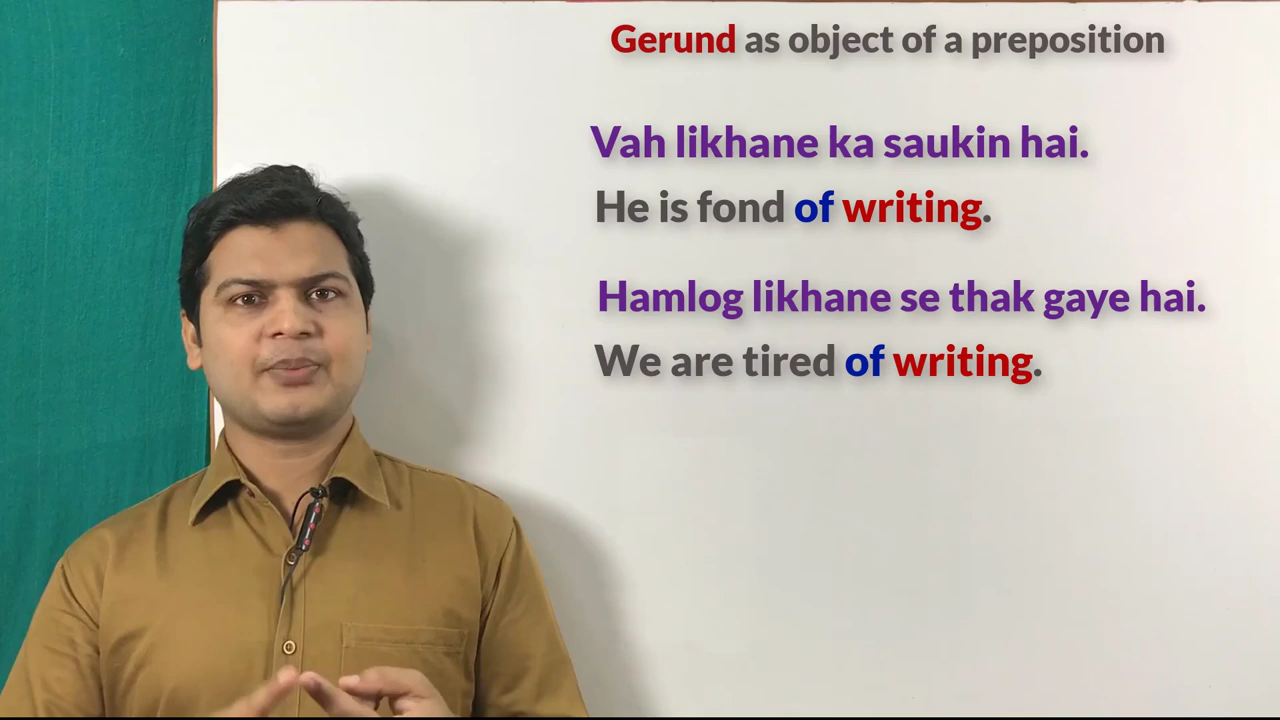 Gerund as object of a preposition
Vah likhane ka saukin hai.
He is fond of writing.
Hamlog likhane se thak gaye hai.
We are tired of writing.